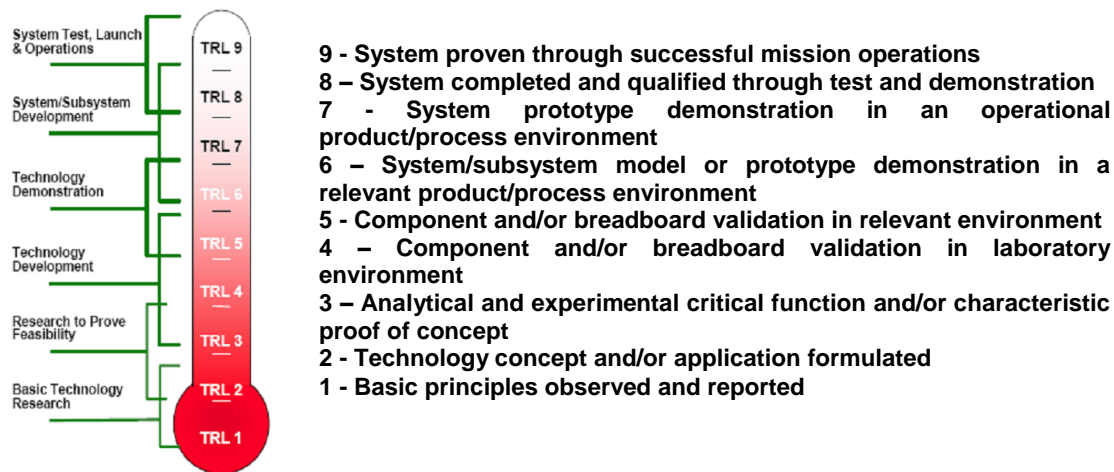 System Test, Launch
& Operations
System/Subsystem
Development
Technology
Demonstration
Technology
Development
Research to Prove
Feasibility
Basic Technology
Research
TRL 9
TRL 8
TRL 7
TRL 6
TRL 5
TRL 4
TRL 3
TRL 2
TRL 1
9 - System proven through successful mission operations
8 – System completed and qualified through test and demonstration
7 - System prototype demonstration in an operational
product/process environment
6 – System/subsystem model or prototype demonstration in a
relevant product/process environment
5 - Component and/or breadboard validation in relevant environment
4 – Component and/or breadboard validation in laboratory
environment
3 – Analytical and experimental critical function and/or characteristic
proof of concept
2 - Technology concept and/or application formulated
1 - Basic principles observed and reported